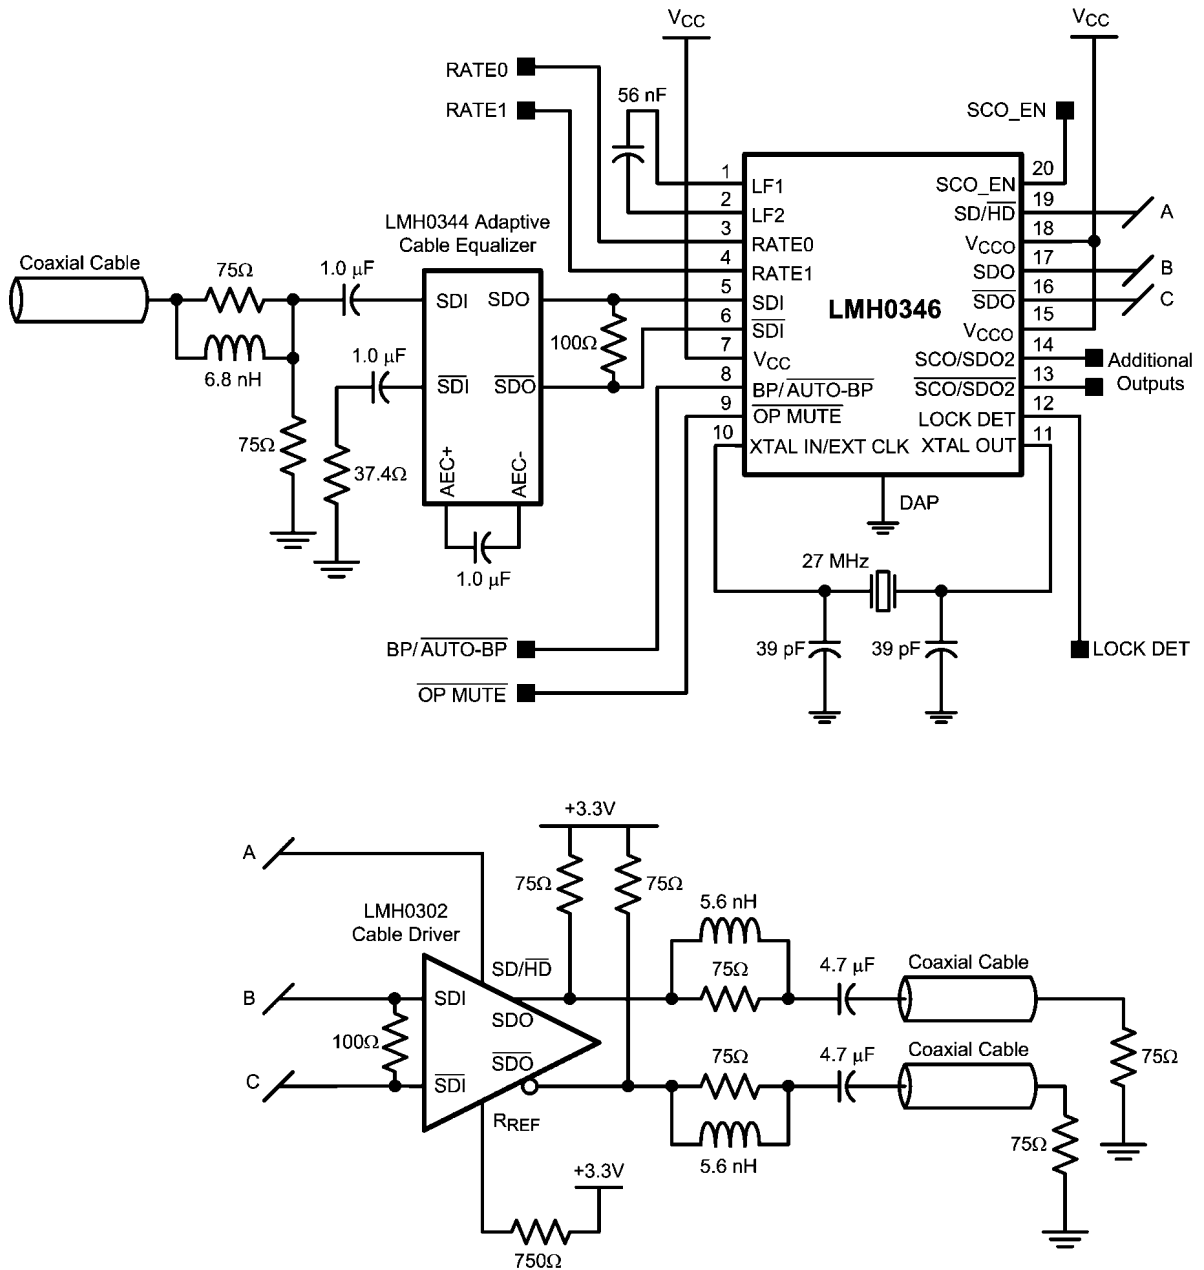 VCC
VCC
RATE0
RATE1
56 nF
SCO_EN
1
2
3
4
5
6
7
8
9
10
LF1
LF2
RATE0
RATE1
SDI
SDI
VCC
BP/AUTO-BP
OP MUTE
XTAL IN/EXT CLK
LMH0346
SCO_EN
SD/HD
VCCO
SDO
SDO
VCCO
SCO/SDO2
SCO/SDO2
LOCK DET
XTAL OUT
20
19
18
17
16
15
14
13
12
11
A
B
C
Additional
Outputs
DAP
LMH0344 Adaptive
Cable Equalizer
Coaxial Cable
75Ω
6.8 nH
75Ω
1.0 µF
1.0 µF
37.4Ω
SDI
SDO
SDI
SDO
AEC+
AEC-
1.0 µF
100Ω
27 MHz
39 pF
39 pF
BP/AUTO-BP
OP MUTE
LOCK DET
+3.3V
A
75Ω
75Ω
LMH0302
Cable Driver
5.6 nH
SD/HD
75Ω
4.7 µF
Coaxial Cable
B
SDI
SDO
100Ω
SDO
75Ω
4.7 µF
Coaxial Cable
75Ω
C
SDI
RREF
5.6 nH
75Ω
+3.3V
750Ω